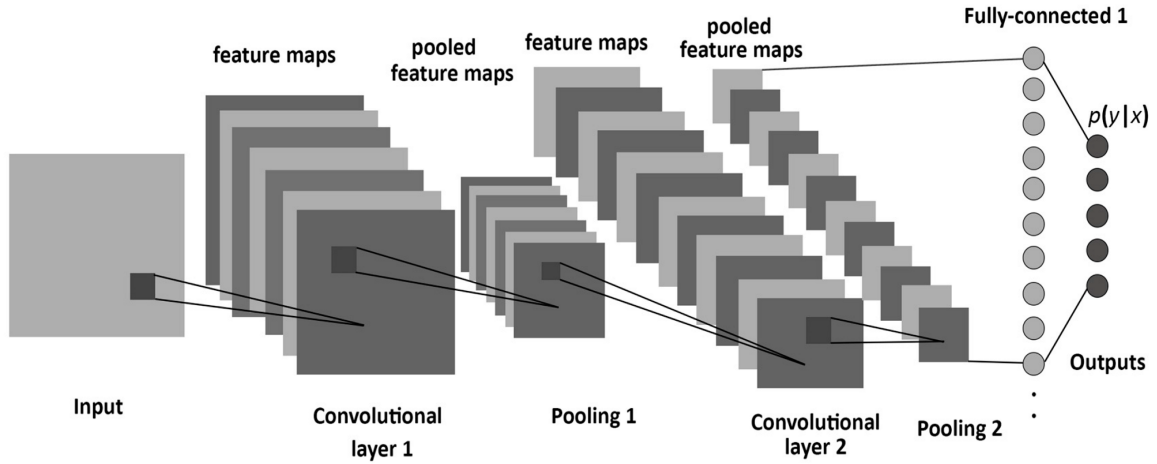 Fully-connected 1
feature maps
pooled
feature maps
feature maps
pooled
feature maps
p(y|x)
Input
Convolutional
layer 1
Pooling 1
Convolutional
layer 2
Pooling 2
Outputs